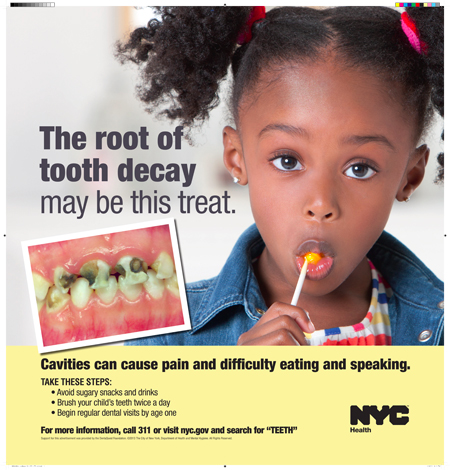 The root of
tooth decay
may be this treat.
Cavities can cause pain and difficulty eating and speaking.
TAKE THESE STEPS:
• Avoid sugary snacks and drinks
• Brush your child's teeth twice a day
• Begin regular dental visits by age one
For more information, call 311 or visit nyc.gov and search for “TEETH”
NYC
Health